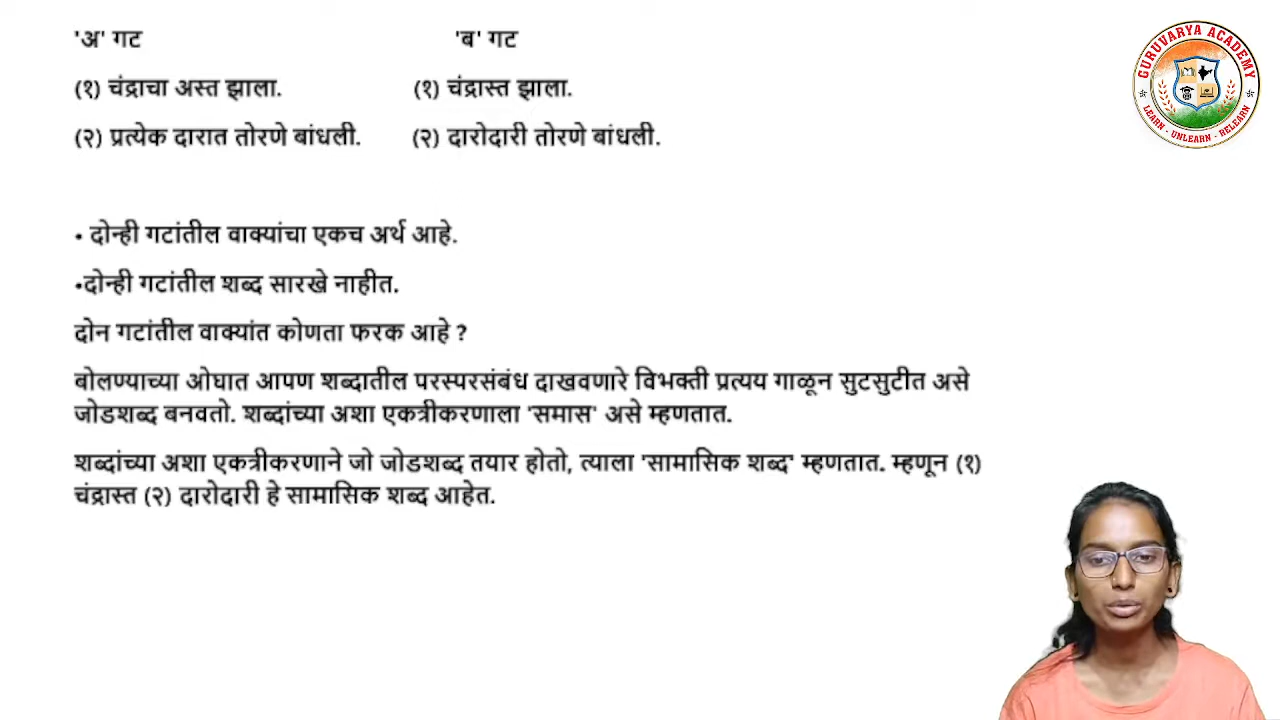 'अ' गट 'ब' गट
(१) चंद्राचा अस्त झाला. (१) चंद्रास्त झाला.
(२) प्रत्येक दारात तोरणे बांधली. (२) दारोदारी तोरणे बांधली.
• दोन्ही गटांतील वाक्यांचा एकच अर्थ आहे.
•दोन्ही गटांतील शब्द सारखे नाहीत.
दोन गटांतील वाक्यांत कोणता फरक आहे ?
बोलण्याच्या ओघात आपण शब्दातील परस्परसंबंध दाखवणारे विभक्ती प्रत्यय गाळून सुटसुटीत असे
जोडशब्द बनवतो. शब्दांच्या अशा एकत्रीकरणाला 'समास' असे म्हणतात.
शब्दांच्या अशा एकत्रीकरणाने जो जोडशब्द तयार होतो, त्याला 'सामासिक शब्द' म्हणतात. म्हणून (१)
चंद्रास्त (२) दारोदारी हे सामासिक शब्द आहेत.
GURUVARYA ACADEMY
LEARN - UNLEARN - RELEARN